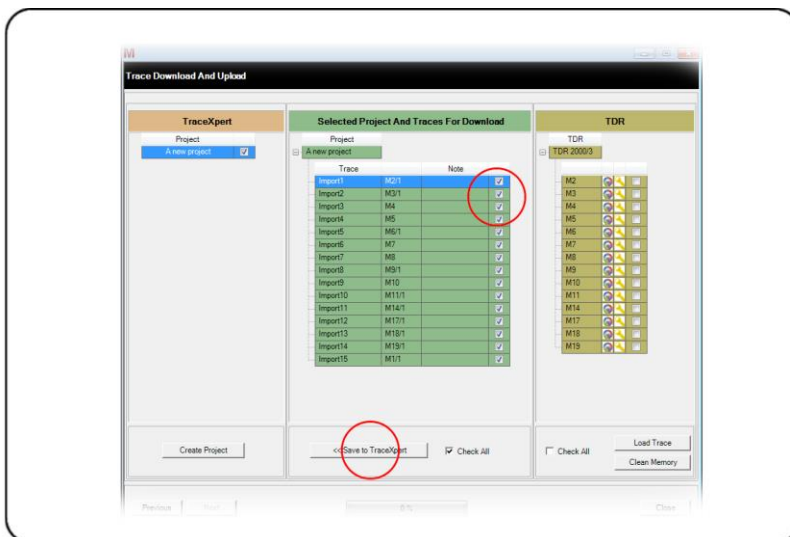 M
Trace Download And Upload
TraceXpert
Project
A new project
Selected Project And Traces For Download
Project
A new project
Trace Note
Import1 M2/1
Import2 M3/1
Import3 M4
Import4 M5
Import5 M6/1
Import6 M7
Import7 M8
Import8 M9/1
Import9 M10
Import10 M11/1
Import11 M14/1
Import12 M17/1
Import13 M18/1
Import14 M19/1
Import15 M1/1
TDR
TDR
TDR 2000/3
M2
M3
M4
M5
M6
M7
M8
M9
M10
M11
M14
M17
M18
M19
Create Project
<<Save to TraceXpert
Check All
Check All
Load Trace
Clean Memory
Previous
Next
0 %
Close